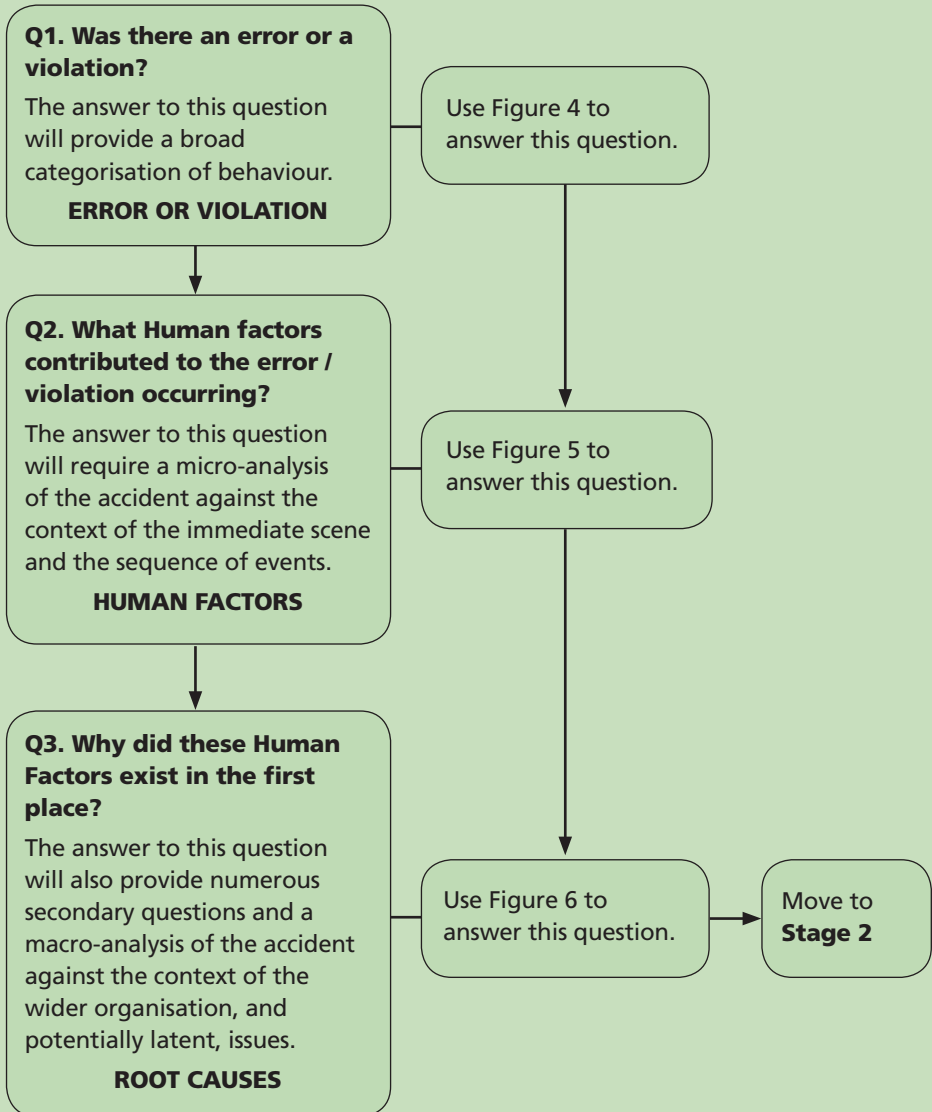 Q1. Was there an error or a
violation?
The answer to this question
will provide a broad
categorisation of behaviour.
ERROR OR VIOLATION
Use Figure 4 to
answer this question.
Q2. What Human factors
contributed to the error /
violation occurring?
The answer to this question
will require a micro-analysis
of the accident against the
context of the immediate scene
and the sequence of events.
HUMAN FACTORS
Use Figure 5 to
answer this question.
Q3. Why did these Human
Factors exist in the first
place?
The answer to this question
will also provide numerous
secondary questions and a
macro-analysis of the accident
against the context of the
wider organisation, and
potentially latent, issues.
ROOT CAUSES
Use Figure 6 to
answer this question.
Move to
Stage 2